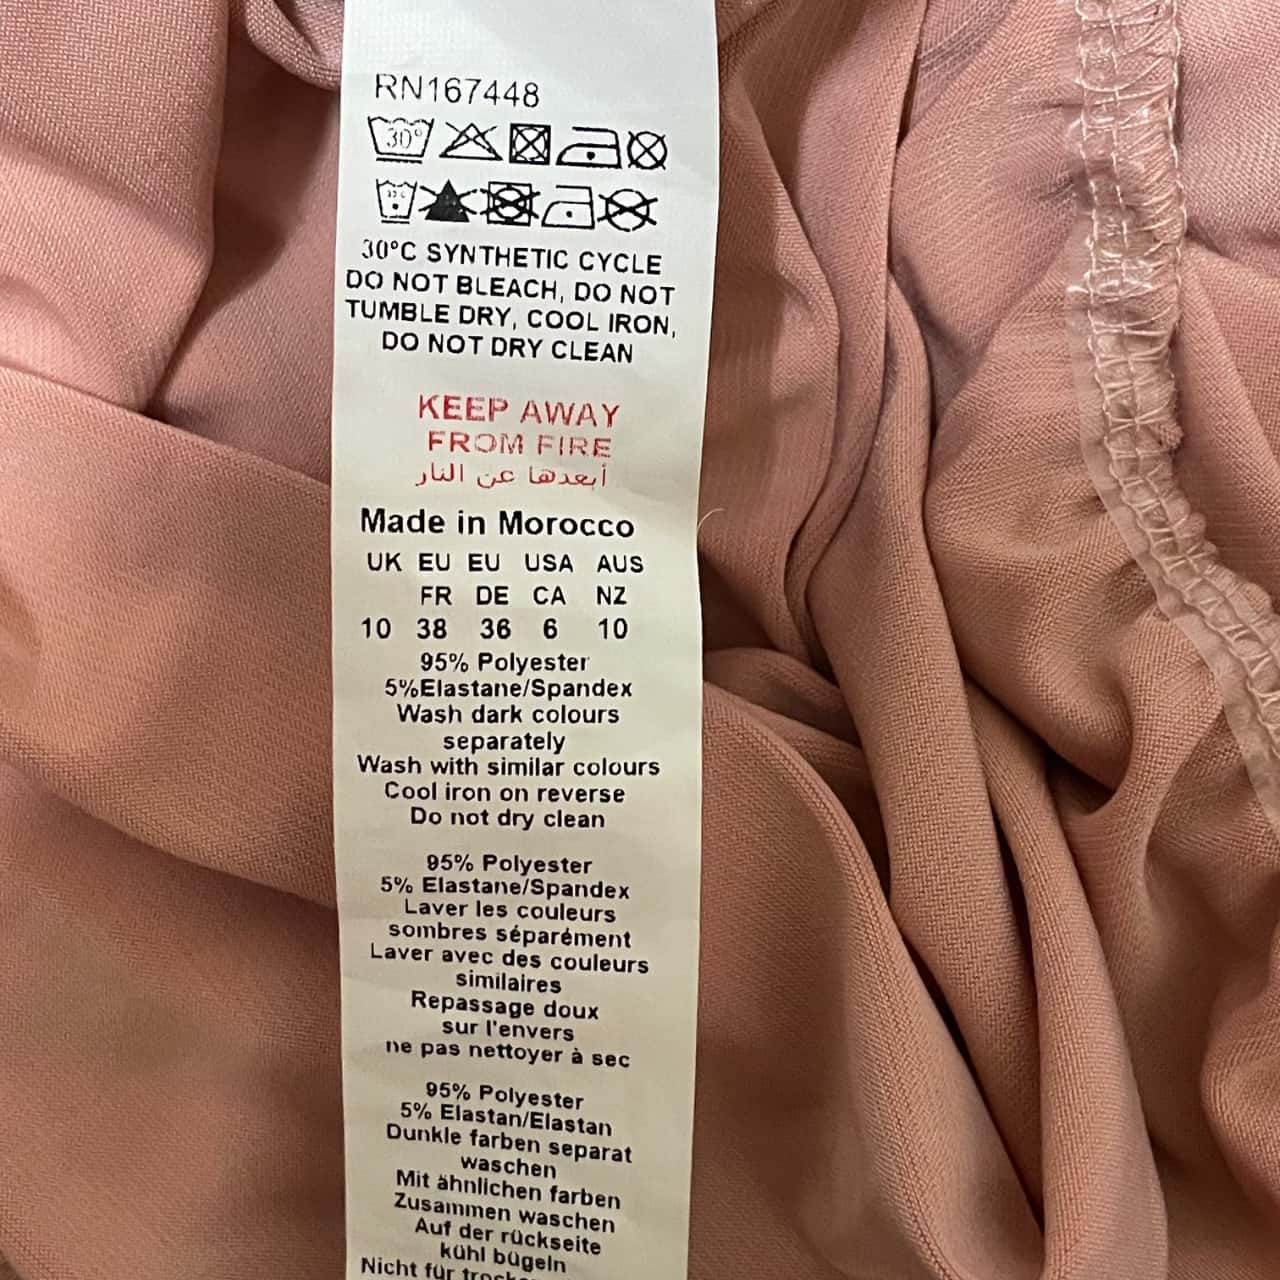 RN167448
30°
30°C SYNTHETIC CYCLE
DO NOT BLEACH, DO NOT
TUMBLE DRY, COOL IRON,
DO NOT DRY CLEAN
KEEP AWAY
FROM FIRE
أبعدها عن النار
Made in Morocco
UK EU EU USA AUS
FR DE CA NZ
10 38 36 6 10
95% Polyester
5%Elastane/Spandex
Wash dark colours
separately
Wash with similar colours
Cool iron on reverse
Do not dry clean
95% Polyester
5% Elastane/Spandex
Laver les couleurs
sombres séparément
Laver avec des couleurs
similaires
Repassage doux
sur l'envers
ne pas nettoyer à sec
95% Polyester
5% Elastan/Elastan
Dunkle farben separat
waschen
Mit ähnlichen farben
Zusammen waschen
Auf der rückseite
kühl bügeln
Nicht für